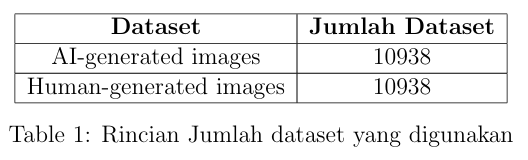 Dataset Jumlah Dataset
AI-generated images 10938
Human-generated images 10938
Table 1: Rincian Jumlah dataset yang digunakan